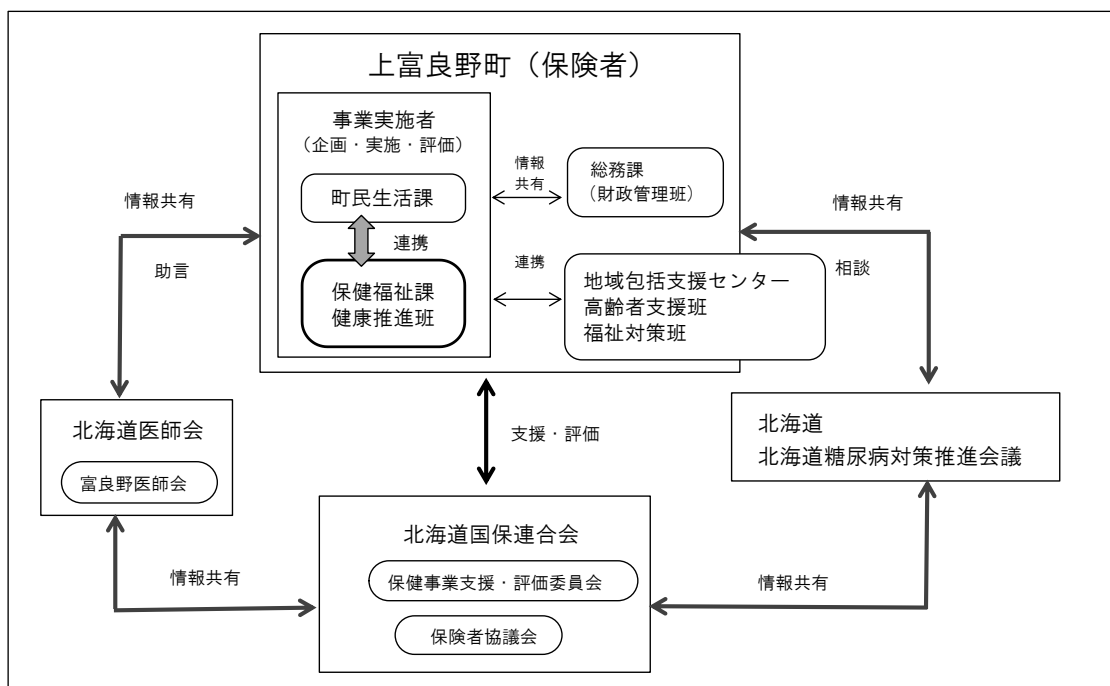 上富良野町（保険者）
事業実施者
（企画・実施・評価）
町民生活課
連携
保健福祉課
健康推進班
情報
共有
総務課
（財政管理班）
連携
地域包括支援センター
高齢者支援班
福祉対策班
情報共有
助言
情報共有
相談
北海道医師会
富良野医師会
支援・評価
北海道
北海道糖尿病対策推進会議
北海道国保連合会
保健事業支援・評価委員会
保険者協議会
情報共有
情報共有